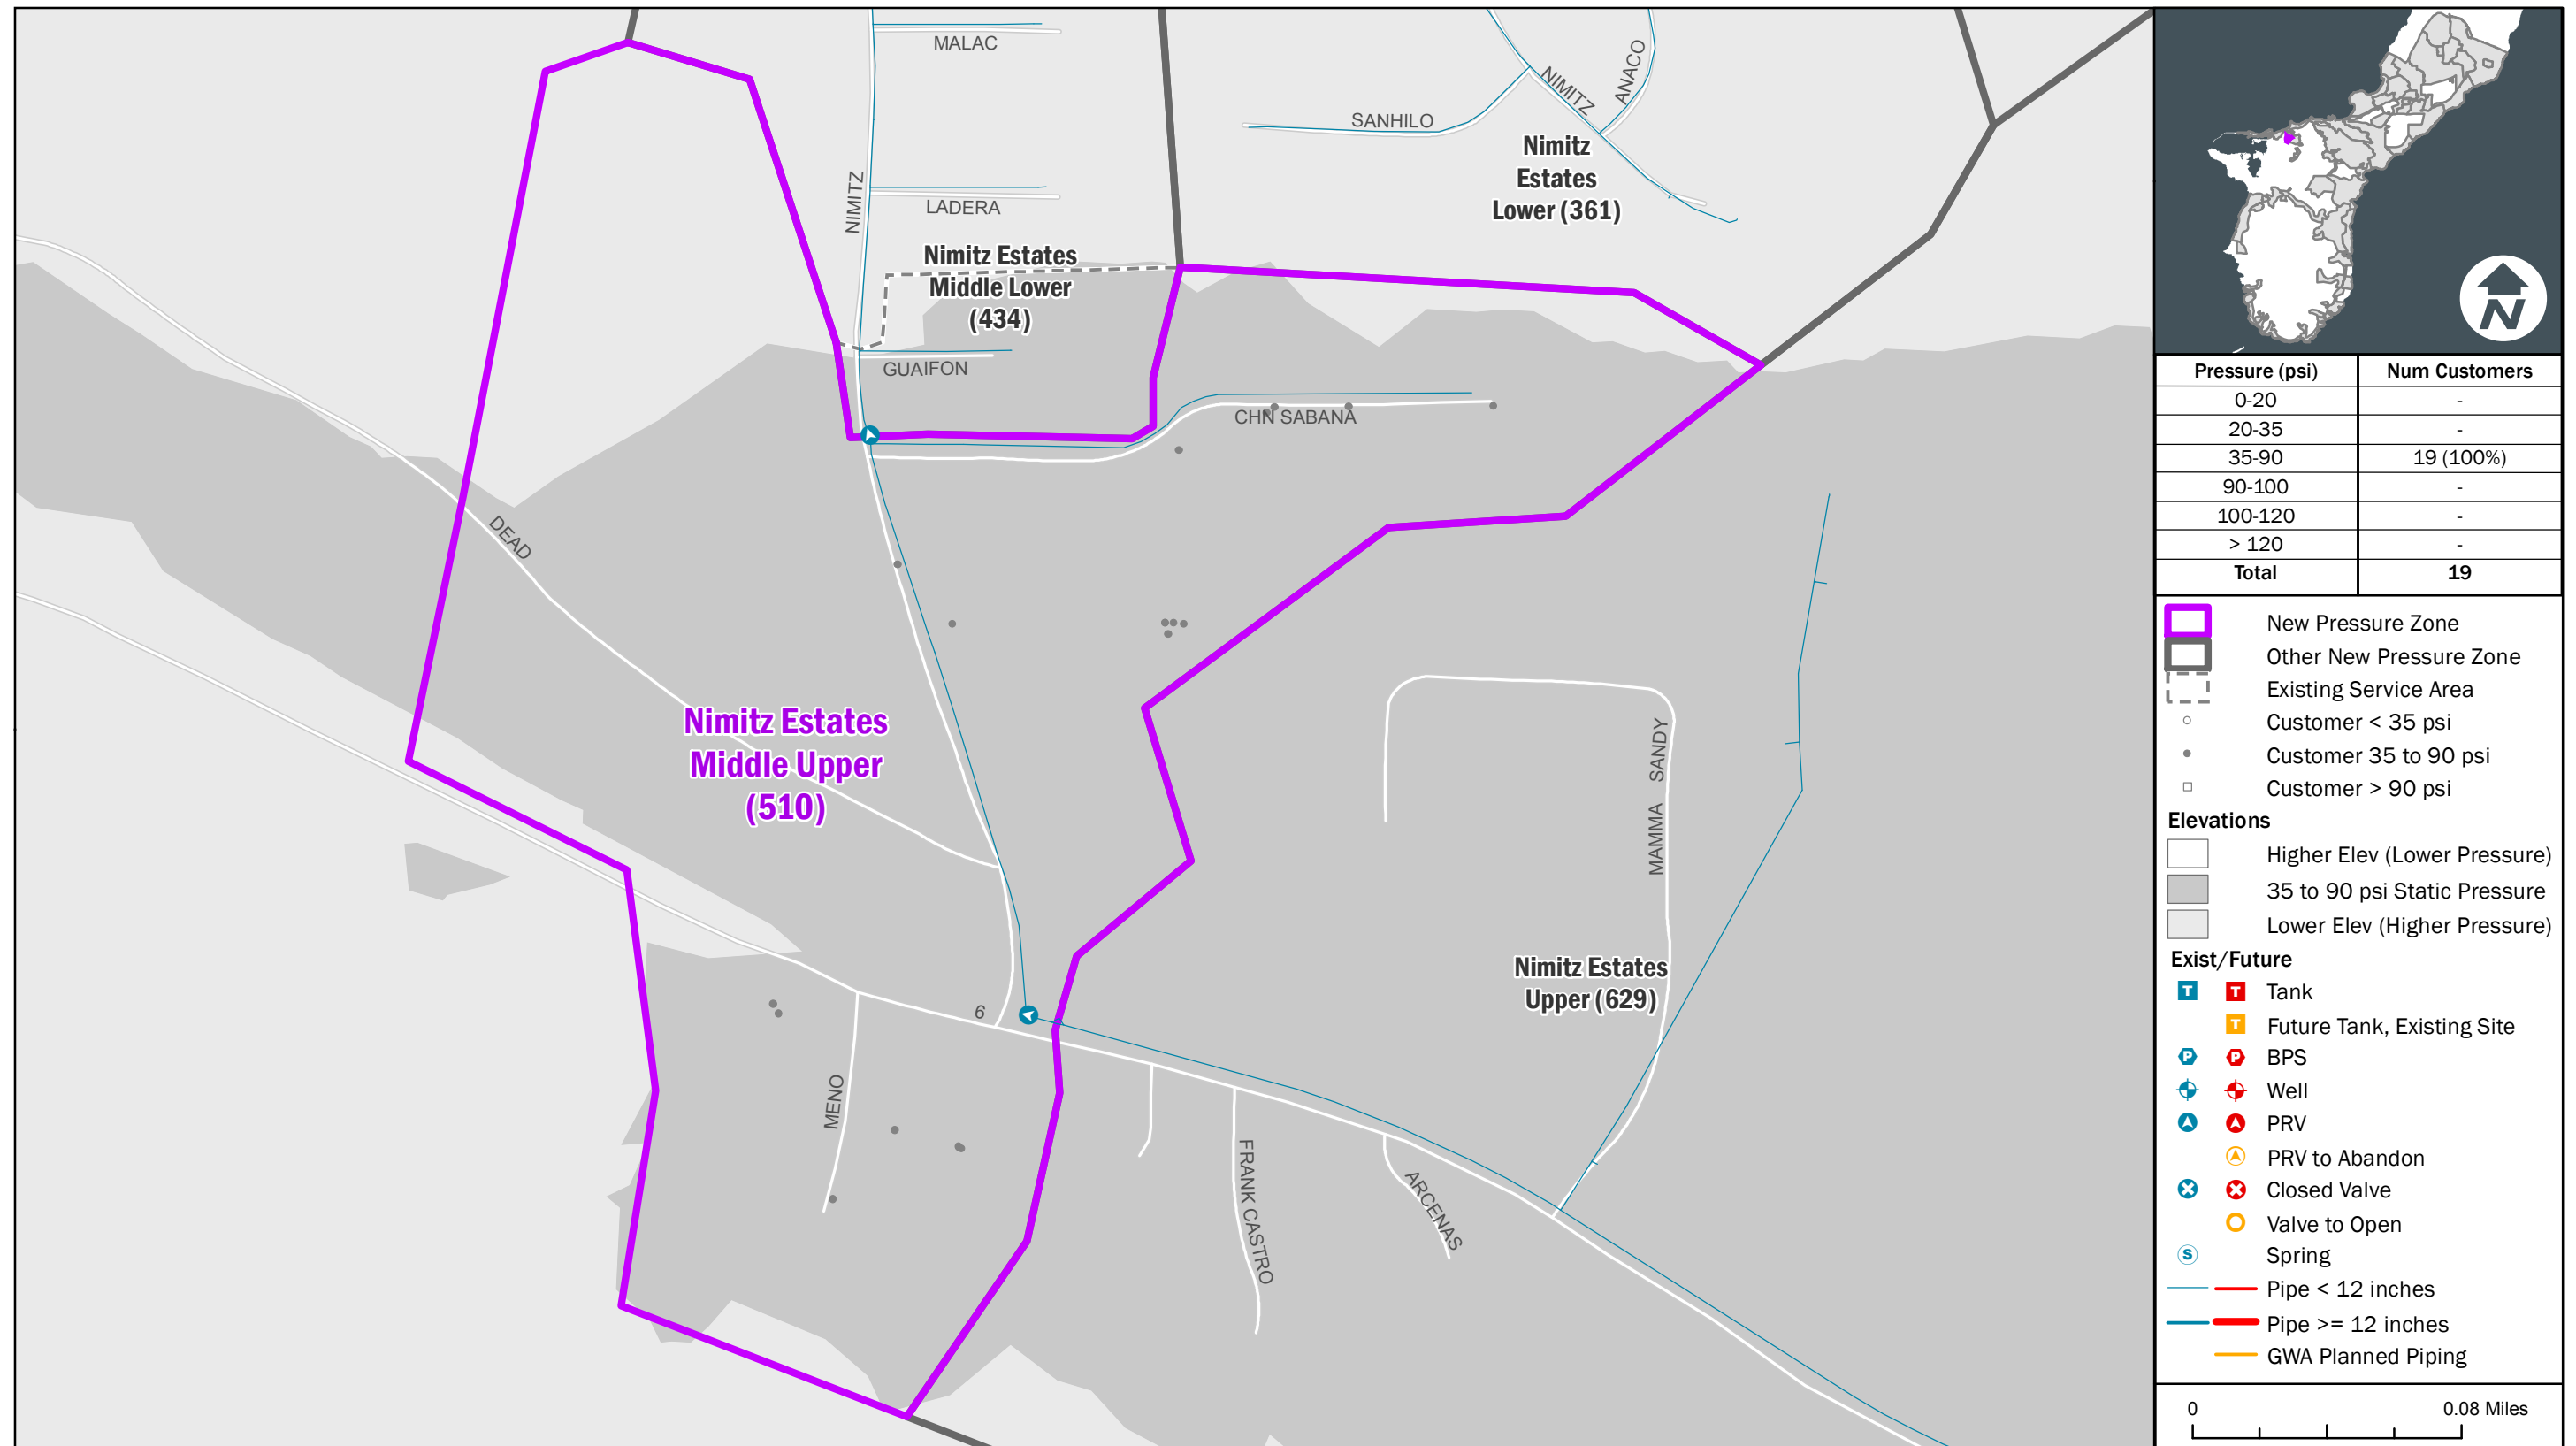 MALAC
NIMITZ
ANACO
SANHILO
NIMITZ
LADERA
Nimitz
Estates
Lower (361)
Nimitz Estates
Middle Lower
(434)
GUAIFON
CHN SABANA
DEAD
Nimitz Estates
Middle Upper
(510)
MAMMA SANDY
Nimitz Estates
Upper (629)
6
MENO
FRANK CASTRO
ARCENAS
N
Pressure (psi) Num Customers
0-20 -
20-35 -
35-90 19 (100%)
90-100 -
100-120 -
> 120 -
Total 19
New Pressure Zone
Other New Pressure Zone
Existing Service Area
Customer < 35 psi
Customer 35 to 90 psi
Customer > 90 psi
Elevations
Higher Elev (Lower Pressure)
35 to 90 psi Static Pressure
Lower Elev (Higher Pressure)
Exist/Future
T T Tank
T Future Tank, Existing Site
P P BPS
Well
PRV
PRV to Abandon
Closed Valve
Valve to Open
S Spring
Pipe < 12 inches
Pipe >= 12 inches
GWA Planned Piping
0 0.08 Miles